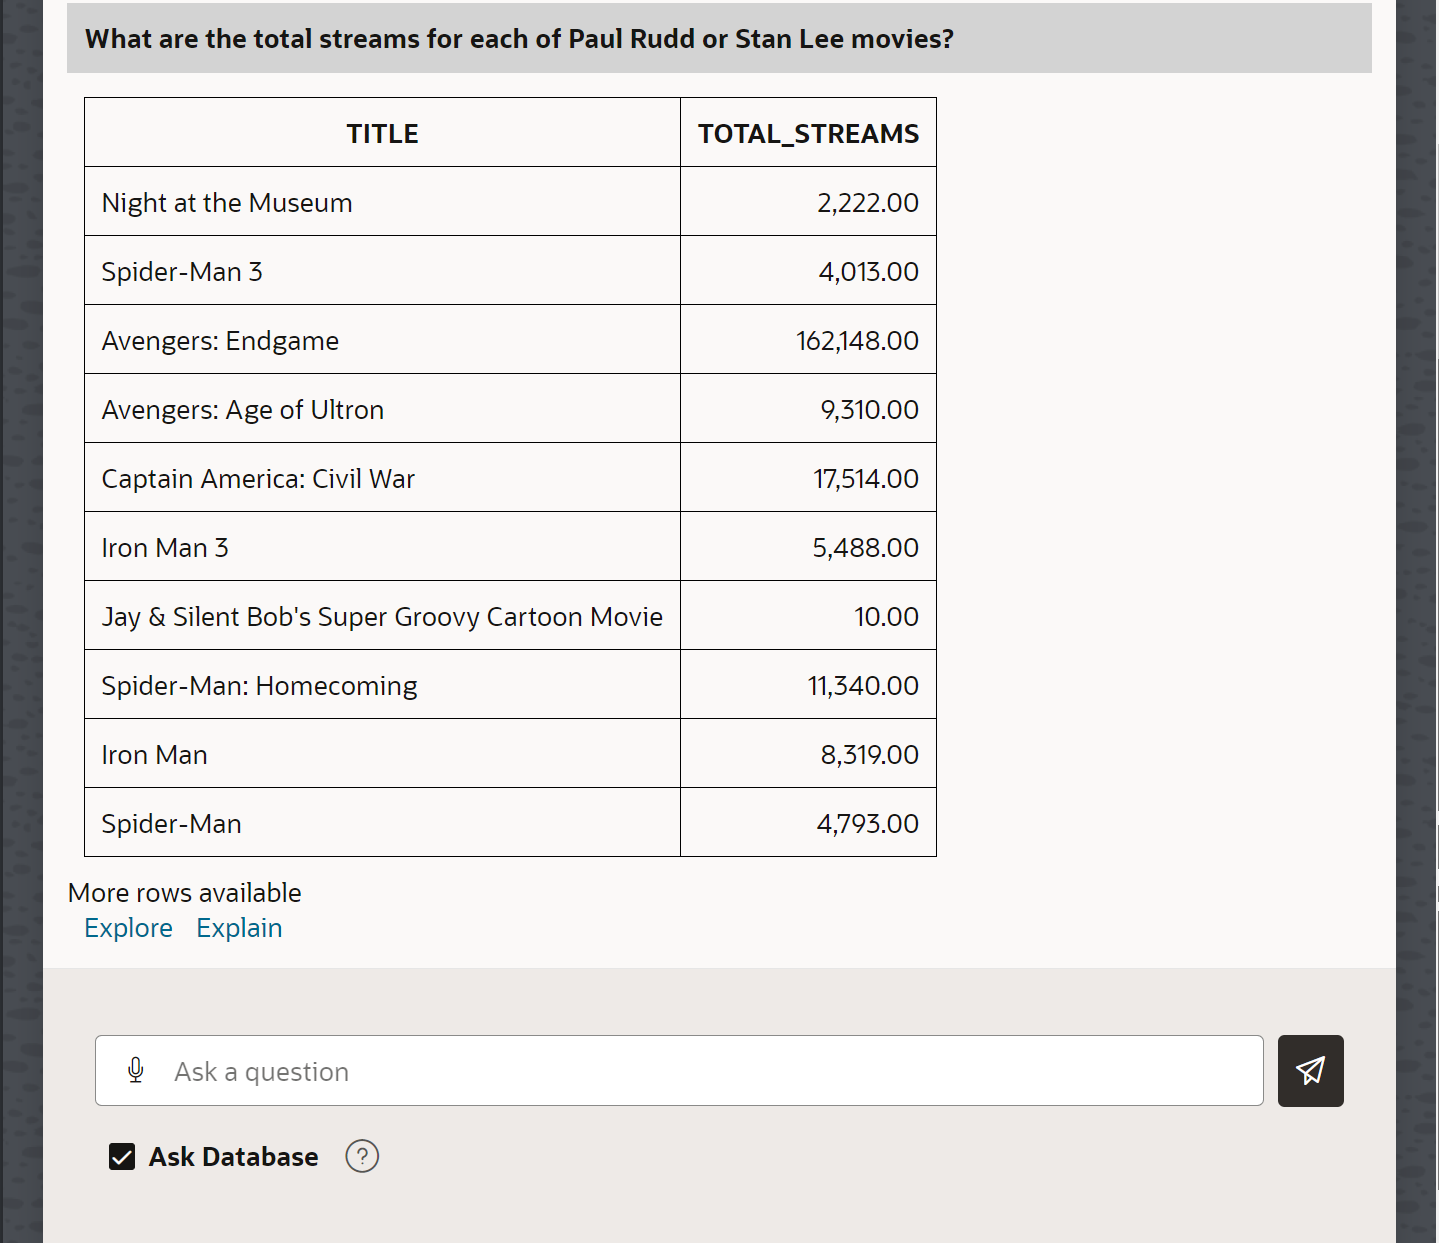 What are the total streams for each of Paul Rudd or Stan Lee movies?
TITLE TOTAL_STREAMS
Night at the Museum 2,222.00
Spider-Man 3 4,013.00
Avengers: Endgame 162,148.00
Avengers: Age of Ultron 9,310.00
Captain America: Civil War 17,514.00
Iron Man 3 5,488.00
Jay & Silent Bob's Super Groovy Cartoon Movie 10.00
Spider-Man: Homecoming 11,340.00
Iron Man 8,319.00
Spider-Man 4,793.00
More rows available
Explore Explain
Ask a question
Ask Database ?